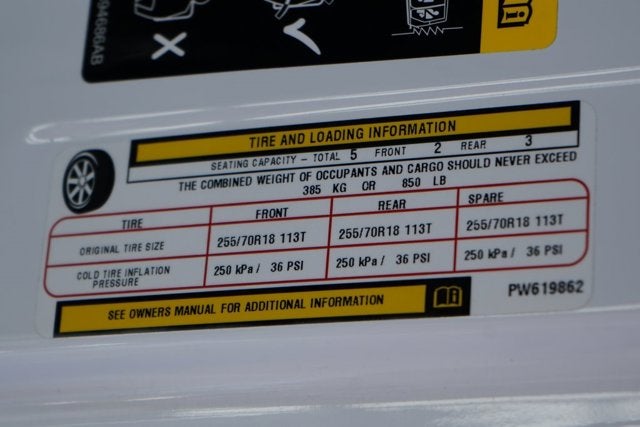 94686AB
TIRE AND LOADING INFORMATION
SEATING CAPACITY - TOTAL 5 FRONT 2 REAR 3
THE COMBINED WEIGHT OF OCCUPANTS AND CARGO SHOULD NEVER EXCEED
385 KG OR 850 LB
TIRE FRONT REAR SPARE
ORIGINAL TIRE SIZE 255/70R18 113T 255/70R18 113T 255/70R18 113T
COLD TIRE INFLATION PRESSURE 250 kPa / 36 PSI 250 kPa / 36 PSI 250 kPa / 36 PSI
SEE OWNERS MANUAL FOR ADDITIONAL INFORMATION
PW619862